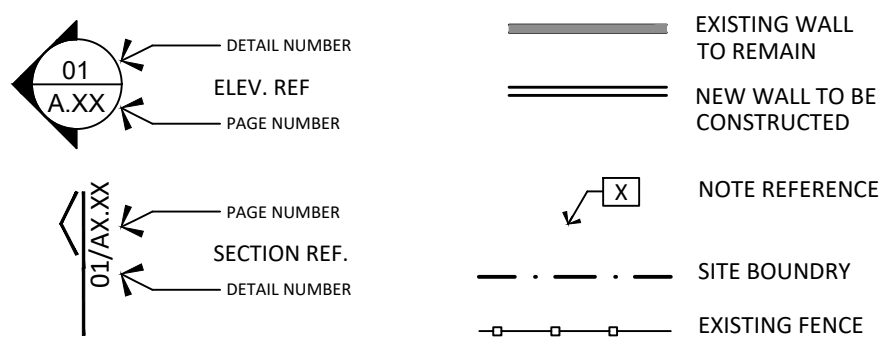 01
A.XX
DETAIL NUMBER
ELEV. REF
PAGE NUMBER
01/AX.XX
PAGE NUMBER
SECTION REF.
DETAIL NUMBER
EXISTING WALL
TO REMAIN
NEW WALL TO BE
CONSTRUCTED
X
NOTE REFERENCE
SITE BOUNDRY
EXISTING FENCE